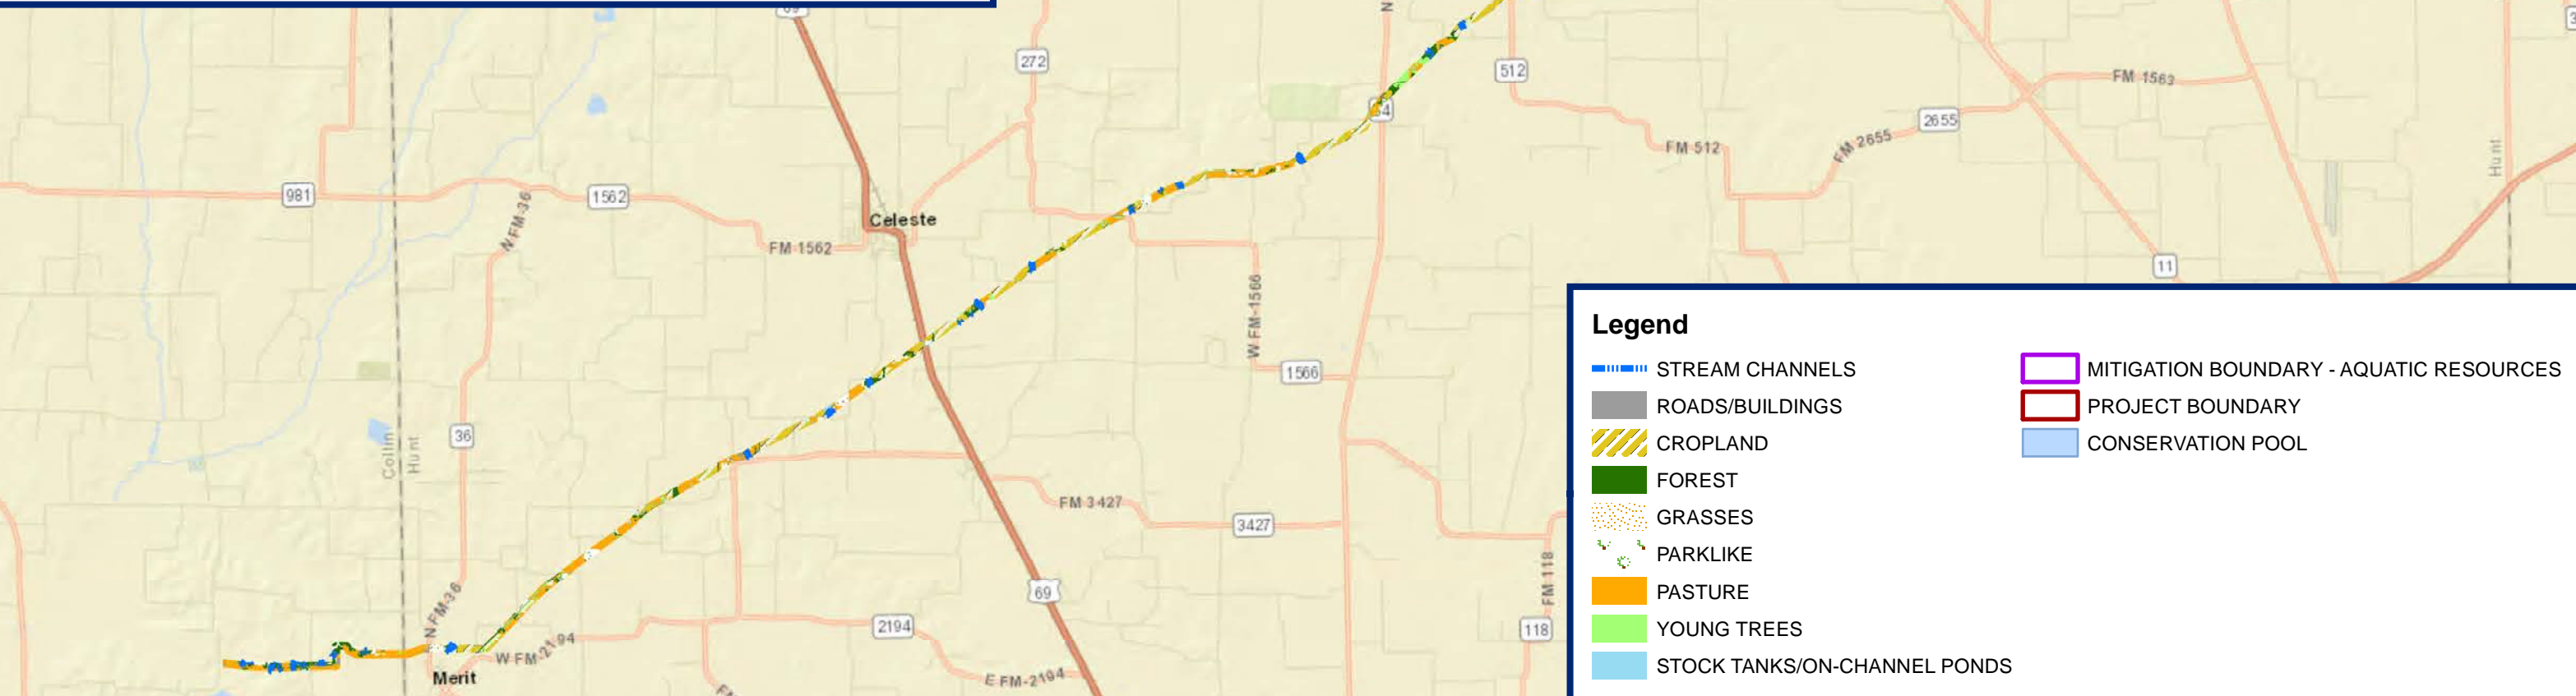 69
N
272
512
FM 1563
54
2655
FM 2655
FM 512
Hunt
981
1562
N FM-36
Celeste
FM 1562
11
W FM-1566
1566
36
Collin
Hunt
FM 3427
3427
69
N FM-36
FM 118
118
2194
W FM-2194
E FM-2194
Merit
Legend
STREAM CHANNELS
ROADS/BUILDINGS
CROPLAND
FOREST
GRASSES
PARKLIKE
PASTURE
YOUNG TREES
STOCK TANKS/ON-CHANNEL PONDS
MITIGATION BOUNDARY - AQUATIC RESOURCES
PROJECT BOUNDARY
CONSERVATION POOL